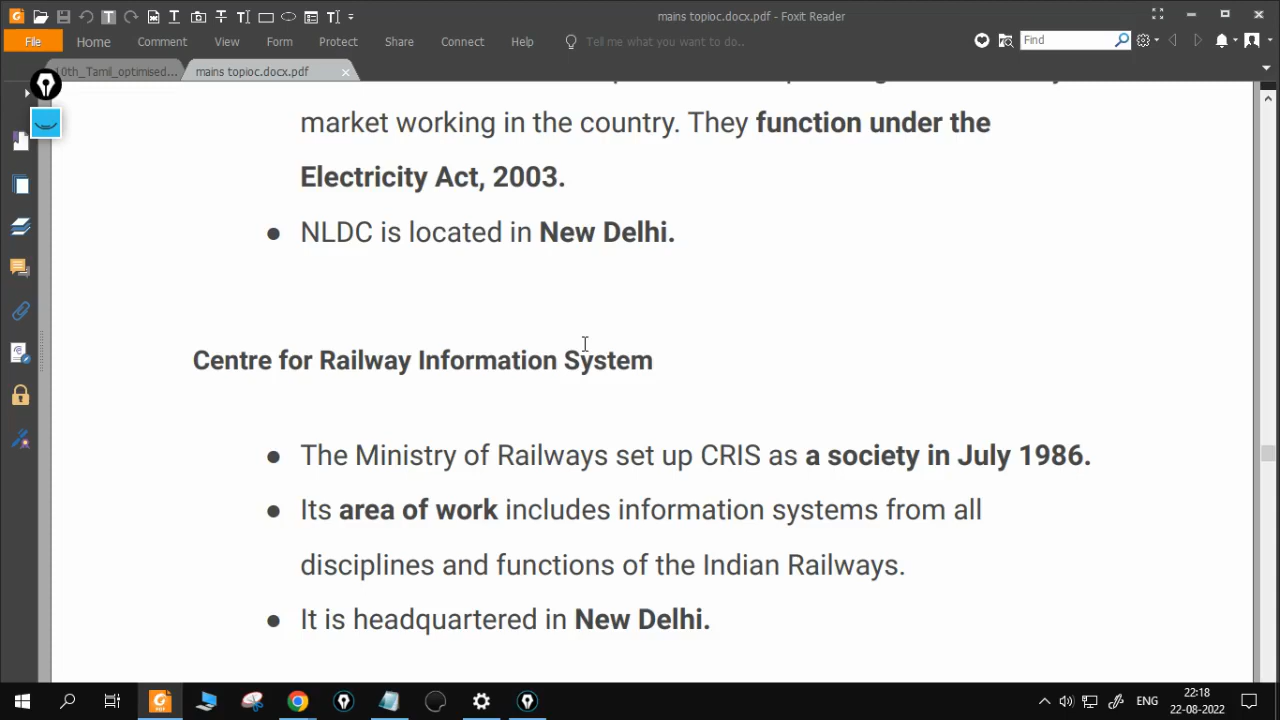 mains topioc.docx.pdf - Foxit Reader
File Home Comment View Form Protect Share Connect Help Tell me what you want to do.. Find
10th_Tamil_optimised... mains topioc.docx.pdf
market working in the country. They function under the
Electricity Act, 2003.
● NLDC is located in New Delhi.
Centre for Railway Information System
● The Ministry of Railways set up CRIS as a society in July 1986.
● Its area of work includes information systems from all
disciplines and functions of the Indian Railways.
● It is headquartered in New Delhi.
ENG
22:18
22-08-2022